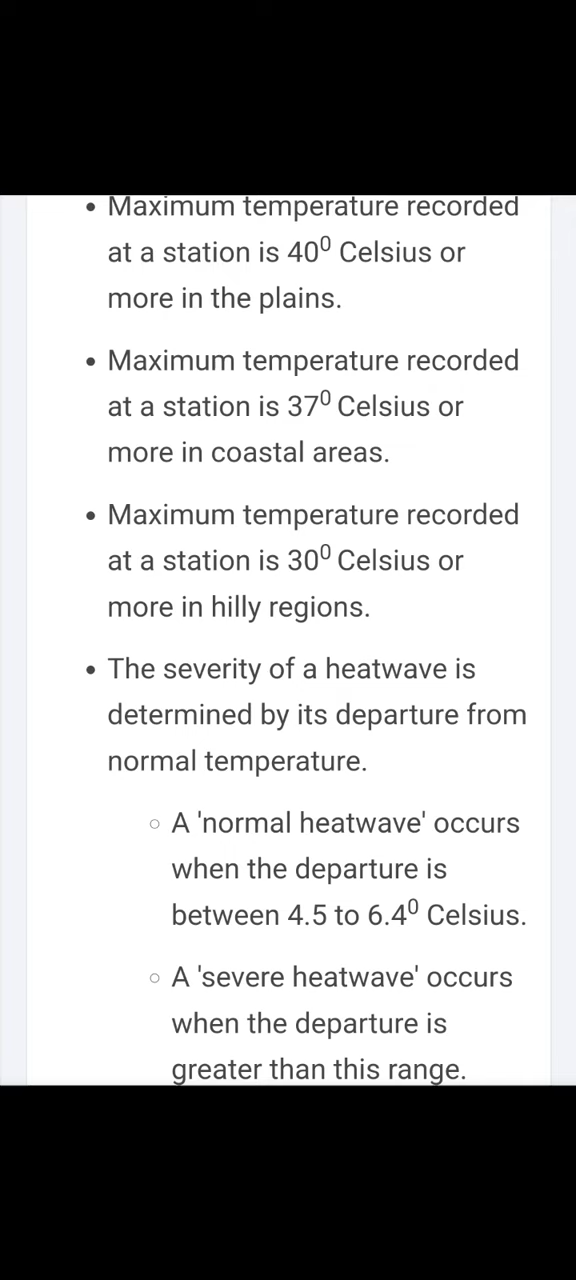 • Maximum temperature recorded
at a station is 40⁰ Celsius or
more in the plains.
• Maximum temperature recorded
at a station is 37⁰ Celsius or
more in coastal areas.
• Maximum temperature recorded
at a station is 30⁰ Celsius or
more in hilly regions.
• The severity of a heatwave is
determined by its departure from
normal temperature.
◦ A 'normal heatwave' occurs
when the departure is
between 4.5 to 6.4⁰ Celsius.
◦ A 'severe heatwave' occurs
when the departure is
greater than this range.